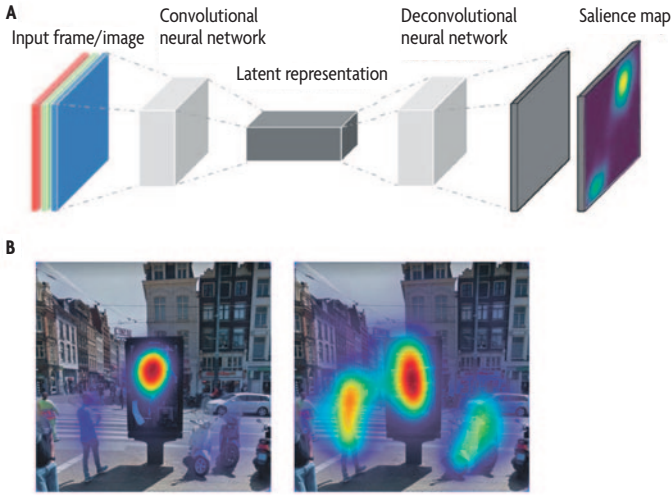 A
Input frame/image
Convolutional
neural network
Latent representation
Deconvolutional
neural network
Salience map
B